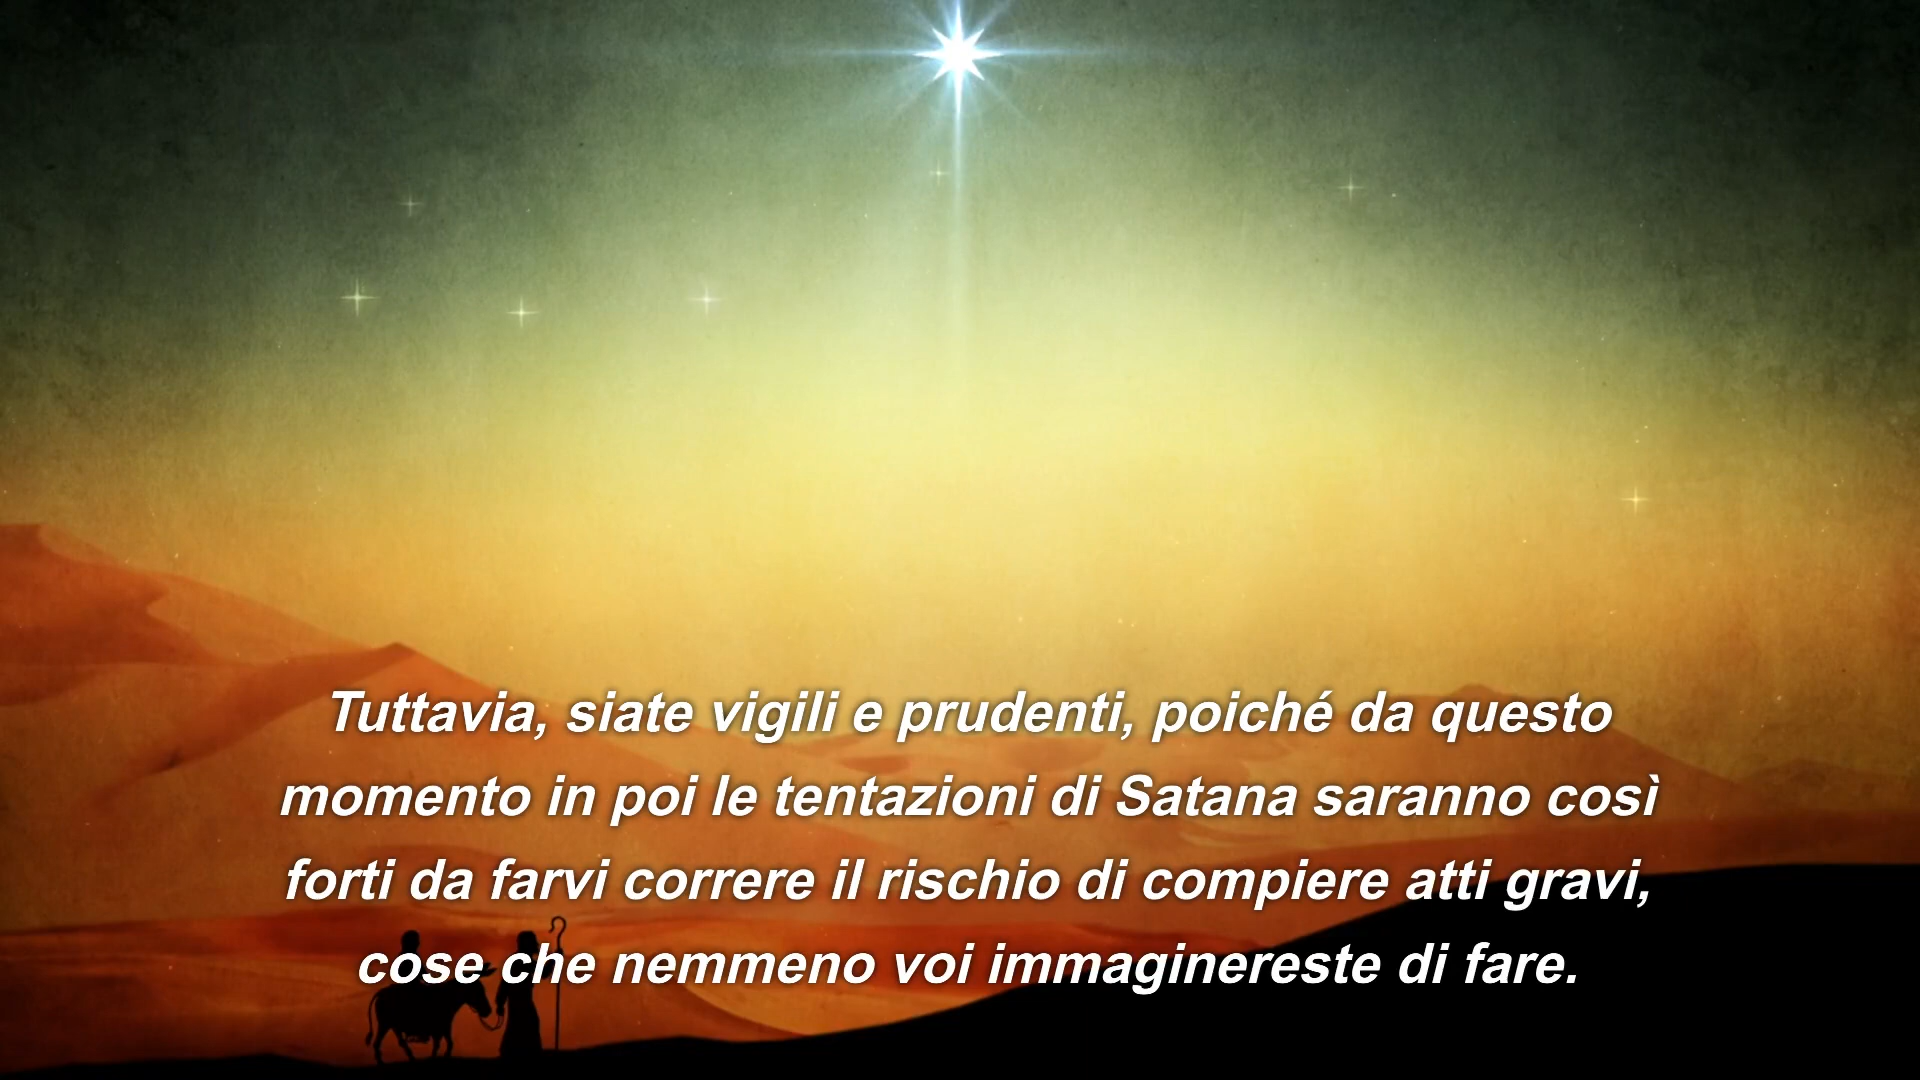 Tuttavia, siate vigili e prudenti, poiché da questo
momento in poi le tentazioni di Satana saranno così
forti da farvi correre il rischio di compiere atti gravi,
cose che nemmeno voi immaginereste di fare.